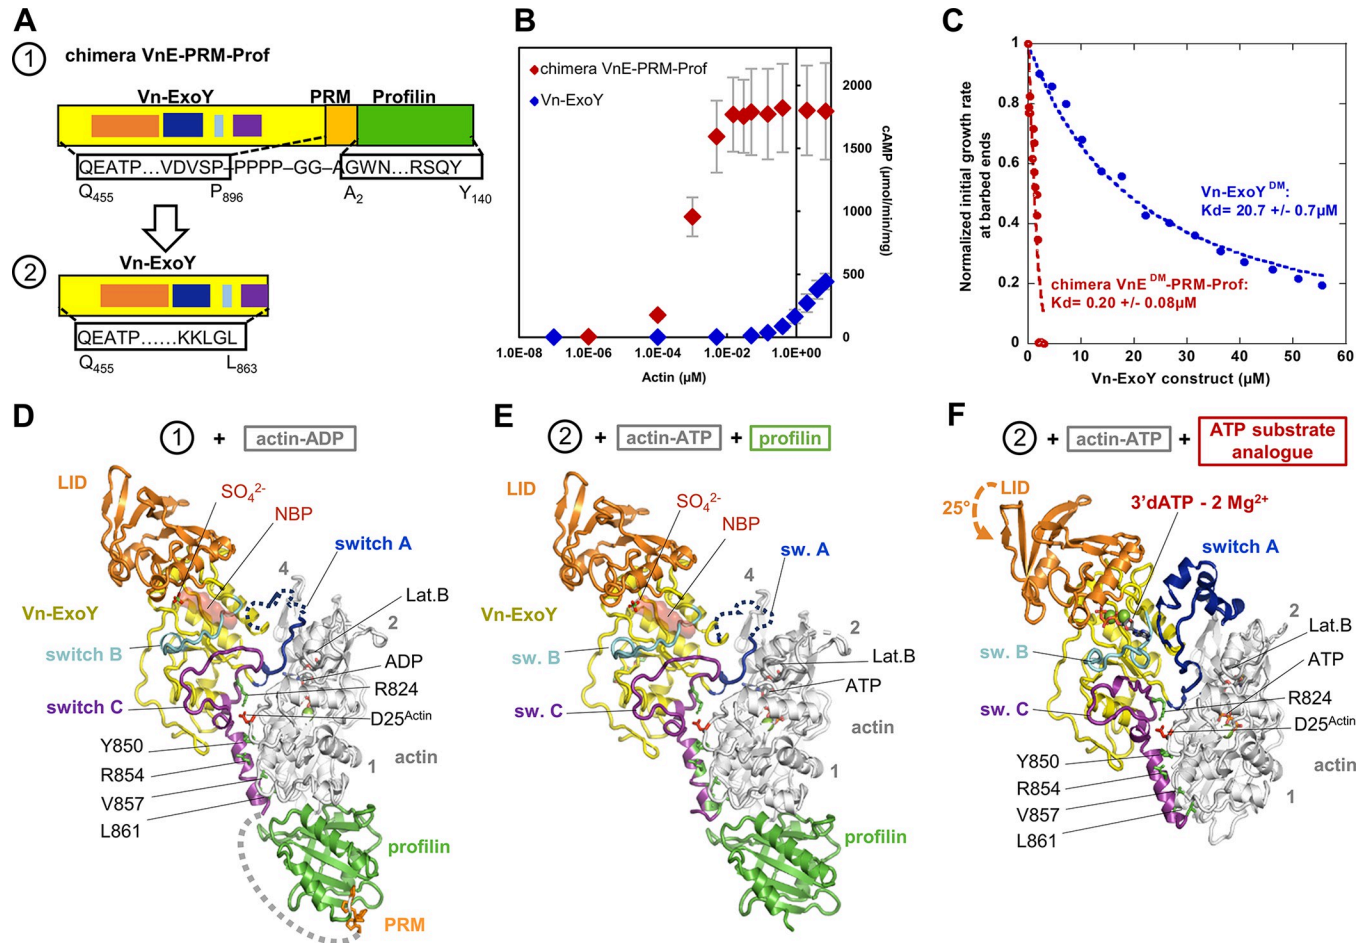 A
1
chimera VnE-PRM-Prof
Vn-ExoY
PRM
Profilin
QEATP...VDVSP–PPPP–GG–AGWN...RSQY
Q455
P896
A2
Y140
2
Vn-ExoY
QEATP......KKLGL
Q455
L863
B
chimera VnE-PRM-Prof
Vn-ExoY
2000
1500
1000
500
0
cAMP (µmol/min/mg)
1.0E-08
1.0E-06
1.0E-04
1.0E-02
1.0E+00
Actin (µM)
C
Normalized initial growth rate
at barbed ends
1
0.8
0.6
0.4
0.2
0
Vn-ExoY DM:
Kd= 20.7 +/- 0.7µM
chimera VnE DM-PRM-Prof:
Kd= 0.20 +/- 0.08µM
0
10
20
30
40
50
60
Vn-ExoY construct (µM)
D
1 + actin-ADP
LID
SO4 2-
NBP
switch A
4
Lat.B
Vn-ExoY
2
switch B
ADP
R824
switch C
D25Actin
Y850
actin
R854
1
V857
L861
profilin
PRM
E
2 + actin-ATP + profilin
LID
SO4 2-
NBP
sw. A
4
Vn-ExoY
2
sw. B
Lat.B
ATP
sw. C
actin
1
profilin
F
2 + actin-ATP + ATP substrate
analogue
25°
LID
3'dATP - 2 Mg2+
switch A
2
Lat.B
sw. B
ATP
R824
sw. C
D25Actin
Y850
actin
R854
1
V857
L861